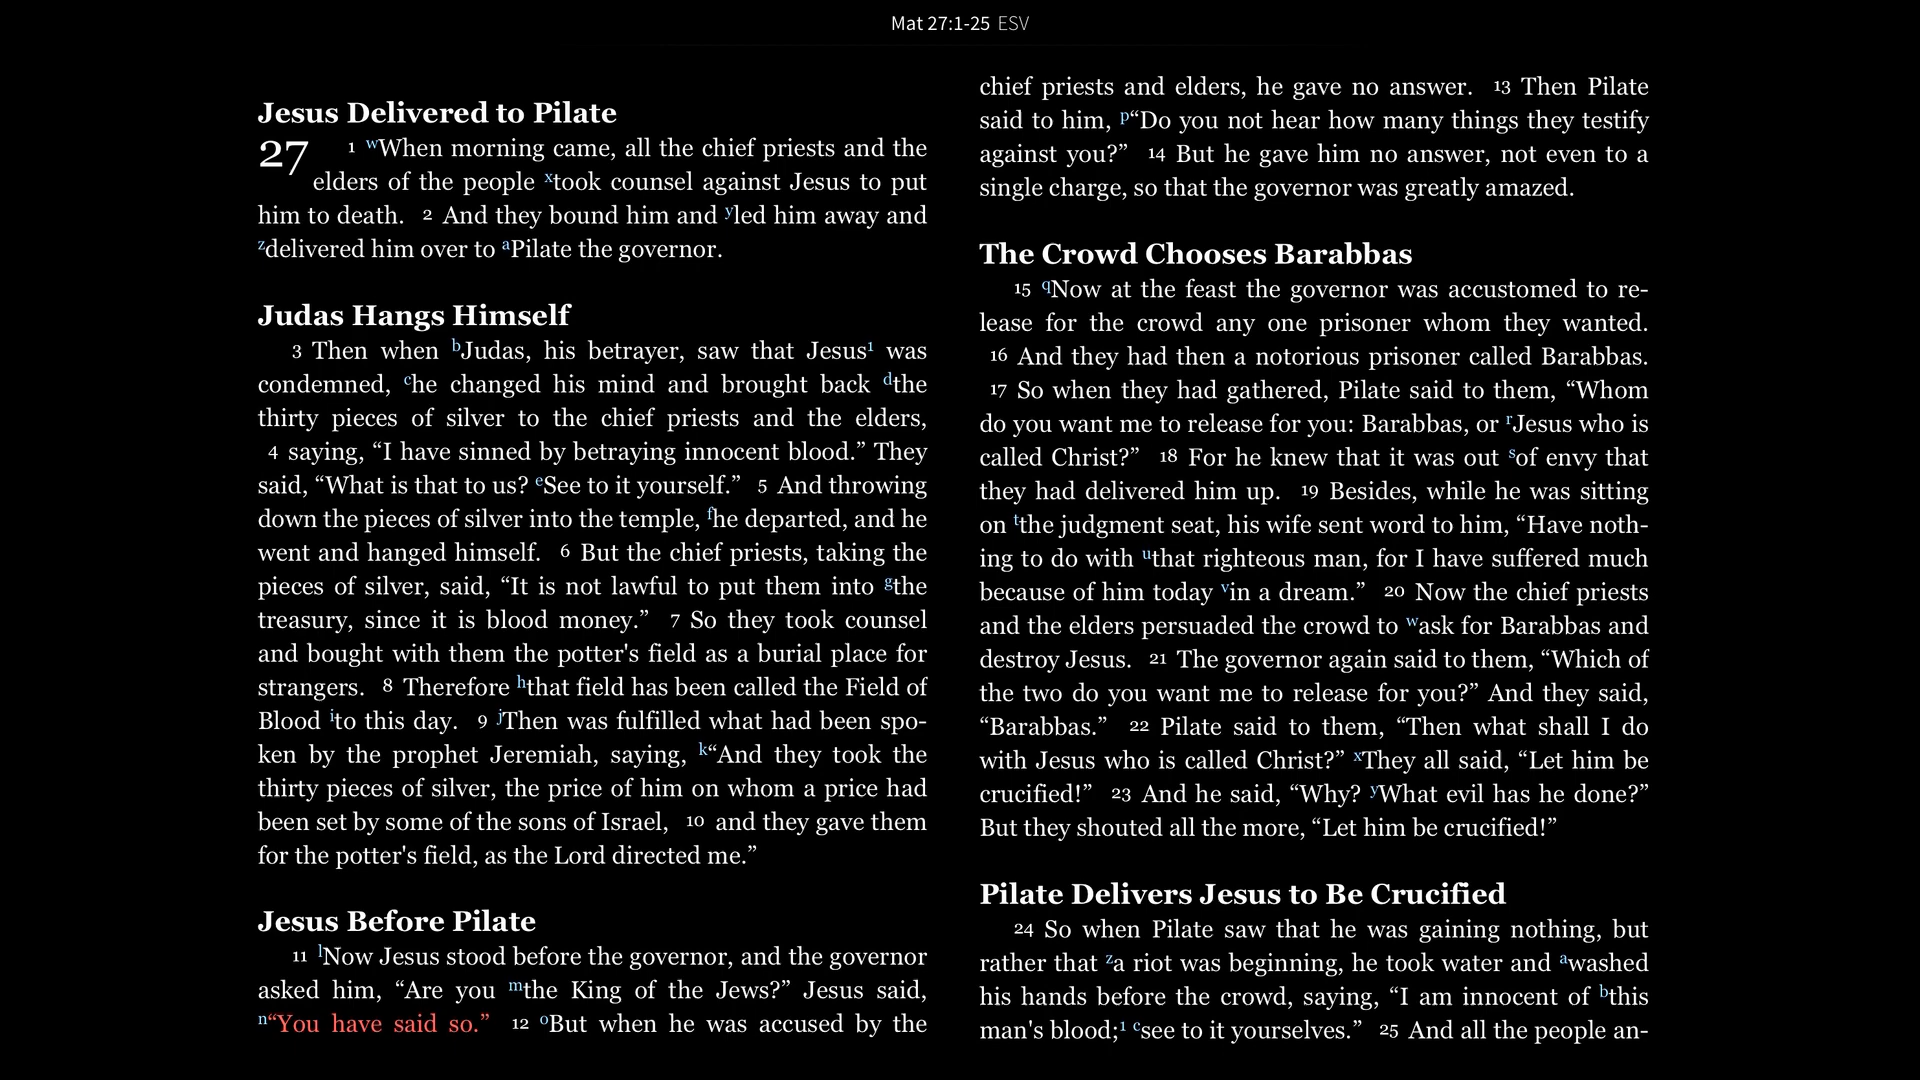 Mat 27:1-25 ESV
Jesus Delivered to Pilate
27 1 wWhen morning came, all the chief priests and the
elders of the people xtook counsel against Jesus to put
him to death. 2 And they bound him and yled him away and
zdelivered him over to aPilate the governor.
Judas Hangs Himself
3 Then when bJudas, his betrayer, saw that Jesus1 was
condemned, che changed his mind and brought back dthe
thirty pieces of silver to the chief priests and the elders,
4 saying, “I have sinned by betraying innocent blood.” They
said, “What is that to us? eSee to it yourself.” 5 And throwing
down the pieces of silver into the temple, fhe departed, and he
went and hanged himself. 6 But the chief priests, taking the
pieces of silver, said, “It is not lawful to put them into gthe
treasury, since it is blood money.” 7 So they took counsel
and bought with them the potter's field as a burial place for
strangers. 8 Therefore hthat field has been called the Field of
Blood ito this day. 9 jThen was fulfilled what had been spo-
ken by the prophet Jeremiah, saying, k“And they took the
thirty pieces of silver, the price of him on whom a price had
been set by some of the sons of Israel, 10 and they gave them
for the potter's field, as the Lord directed me.”
Jesus Before Pilate
11 lNow Jesus stood before the governor, and the governor
asked him, “Are you mthe King of the Jews?” Jesus said,
n“You have said so.” 12 oBut when he was accused by the
chief priests and elders, he gave no answer. 13 Then Pilate
said to him, p“Do you not hear how many things they testify
against you?” 14 But he gave him no answer, not even to a
single charge, so that the governor was greatly amazed.
The Crowd Chooses Barabbas
15 qNow at the feast the governor was accustomed to re-
lease for the crowd any one prisoner whom they wanted.
16 And they had then a notorious prisoner called Barabbas.
17 So when they had gathered, Pilate said to them, “Whom
do you want me to release for you: Barabbas, or rJesus who is
called Christ?” 18 For he knew that it was out sof envy that
they had delivered him up. 19 Besides, while he was sitting
on tthe judgment seat, his wife sent word to him, “Have noth-
ing to do with uthat righteous man, for I have suffered much
because of him today vin a dream.” 20 Now the chief priests
and the elders persuaded the crowd to wask for Barabbas and
destroy Jesus. 21 The governor again said to them, “Which of
the two do you want me to release for you?” And they said,
“Barabbas.” 22 Pilate said to them, “Then what shall I do
with Jesus who is called Christ?” xThey all said, “Let him be
crucified!” 23 And he said, “Why? yWhat evil has he done?”
But they shouted all the more, “Let him be crucified!”
Pilate Delivers Jesus to Be Crucified
24 So when Pilate saw that he was gaining nothing, but
rather that za riot was beginning, he took water and awashed
his hands before the crowd, saying, “I am innocent of bthis
man's blood;1 csee to it yourselves.” 25 And all the people an-